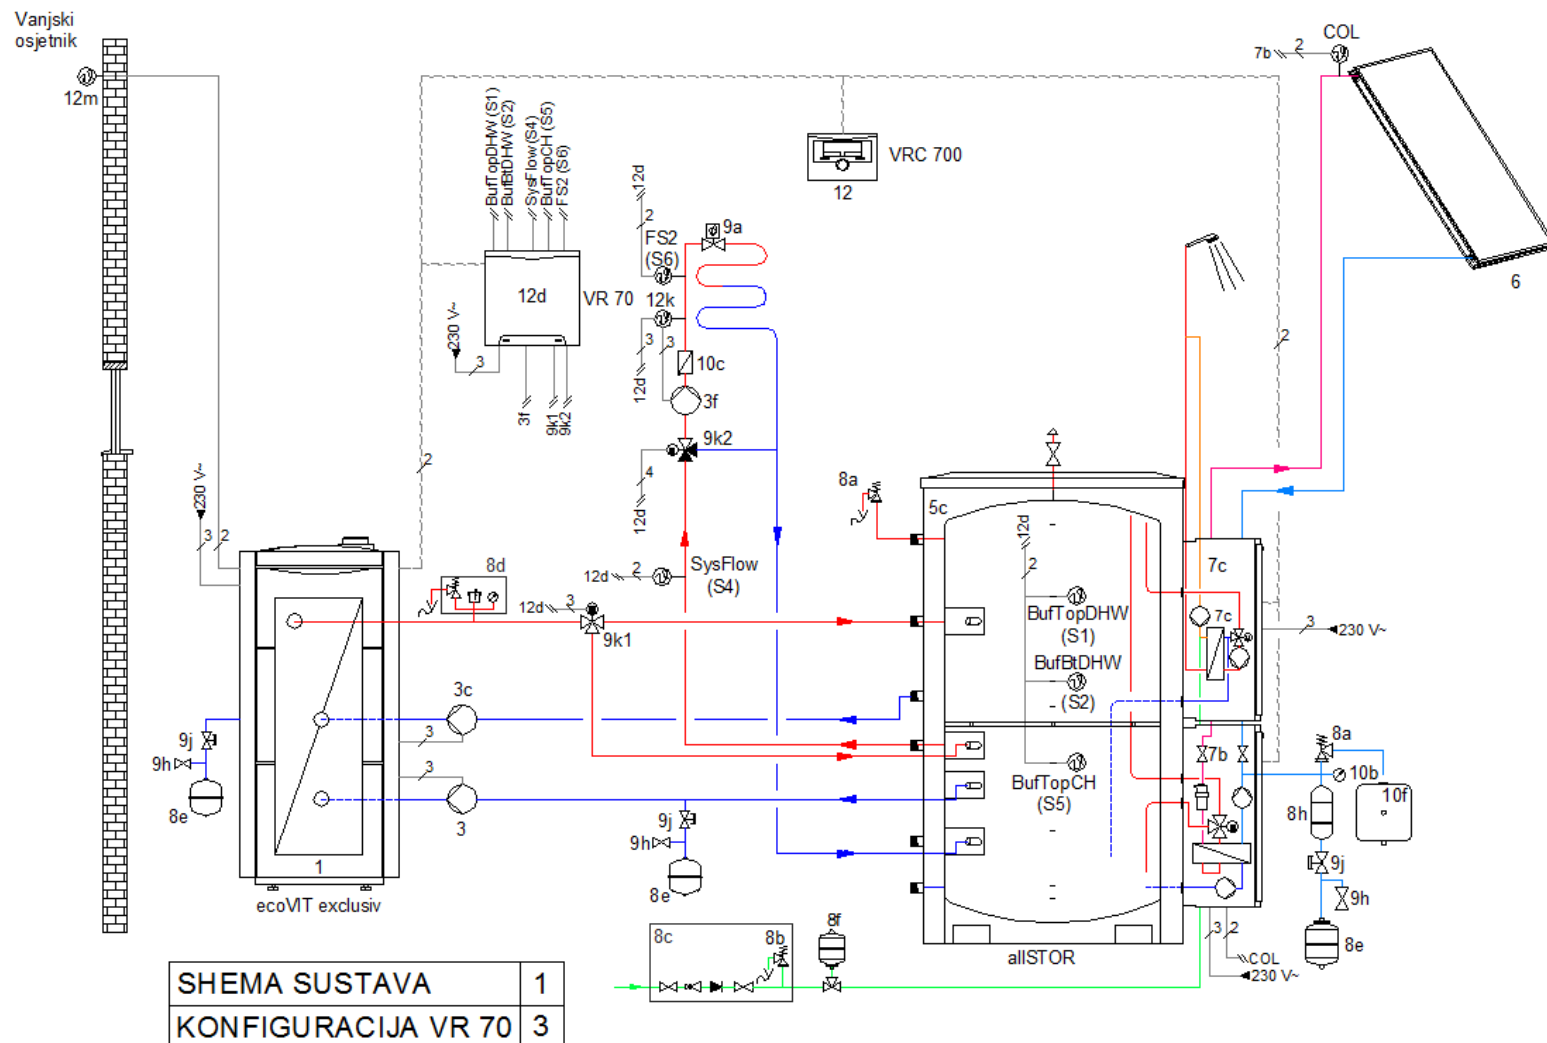 Vanjski
osjetnik
12m
COL
7b
2
6
VRC 700
12
BufTopDHW (S1)
BufBtDHW (S2)
SysFlow (S4)
BufTopCH (S5)
FS2 (S6)
12d
VR 70
230 V~
3
3f
9k1
9k2
2
12d
2
FS2
(S6)
9a
12k
3
3
12d
10c
3f
9k2
4
12d
SysFlow
(S4)
12d
2
230 V~
3
2
8d
12d
3
9k1
3c
3
3
3
9j
9h
8e
1
ecoVIT exclusiv
9j
9h
8e
8a
5c
12d
2
BufTopDHW
(S1)
BufBtDHW
(S2)
BufTopCH
(S5)
allSTOR
2
7c
7c
3
230 V~
7b
8a
10b
10f
8h
9j
9h
8e
3
2
COL
230 V~
8c
8b
8f
SHEMA SUSTAVA 1
KONFIGURACIJA VR 70 3